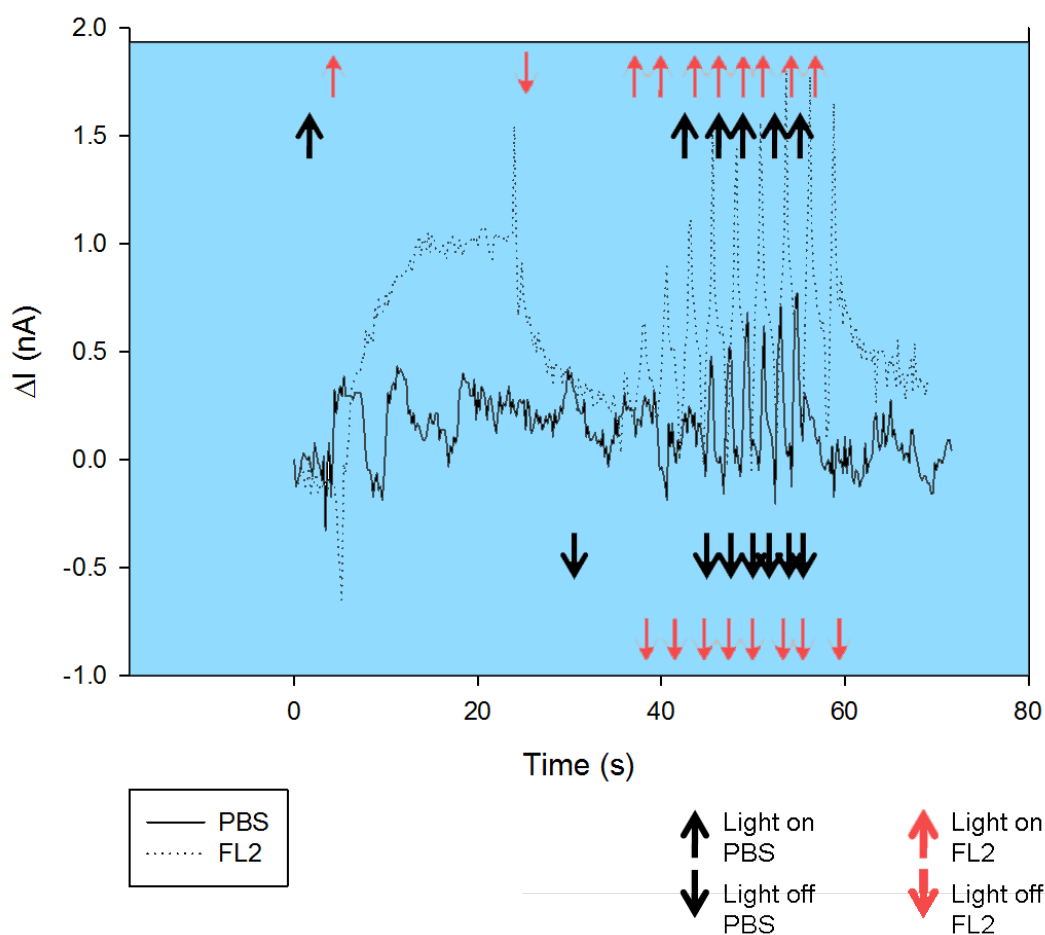 2.0
1.5
1.0
0.5
0.0
-0.5
-1.0
ΔI (nA)
0 20 40 60 80
Time (s)
PBS
FL2
Light on
PBS
Light off
PBS
Light on
FL2
Light off
FL2